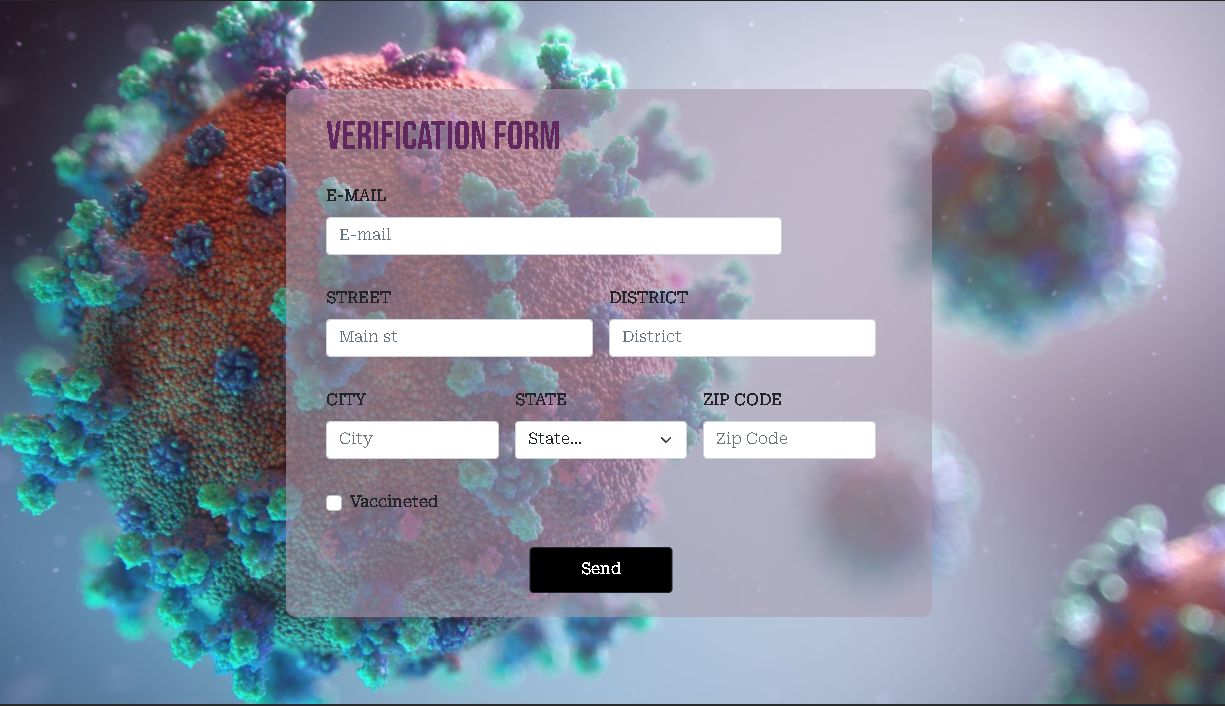 VERIFICATION FORM
E-MAIL
E-mail
STREET DISTRICT
Main st District
CITY STATE ZIP CODE
City State... Zip Code
Vaccineted
Send